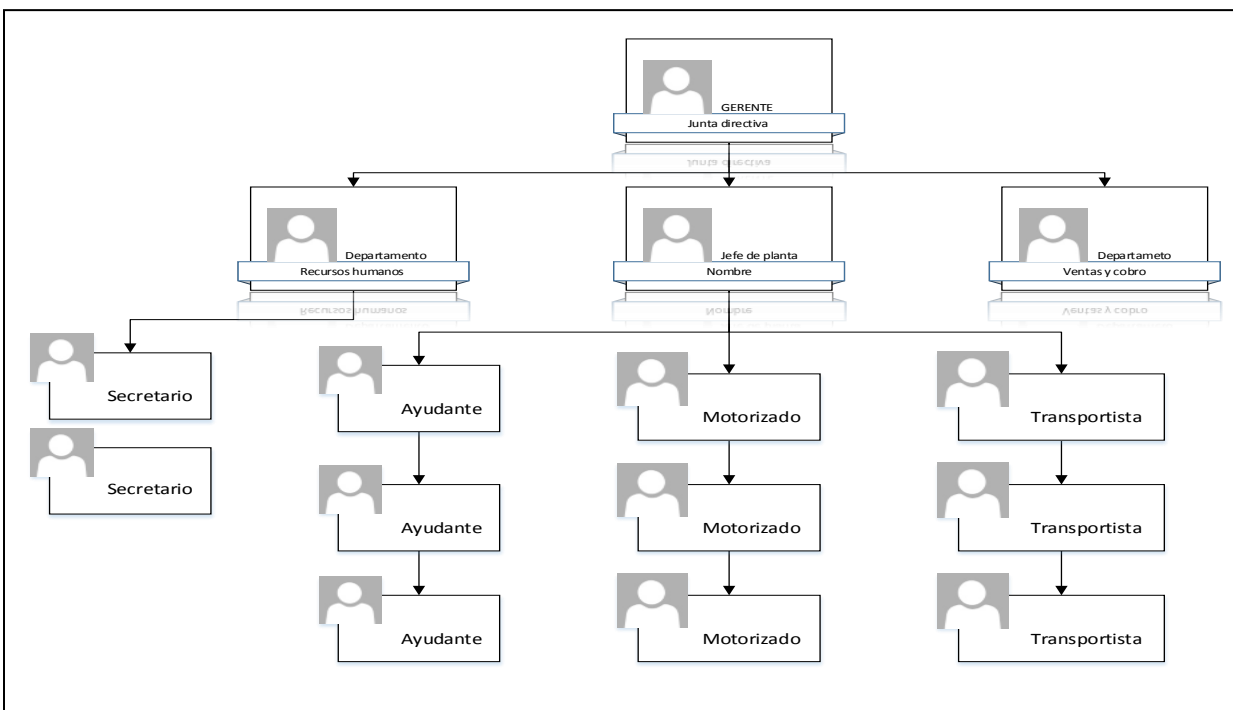 GERENTE
Junta directiva
Departamento
Recursos humanos
Jefe de planta
Nombre
Departameto
Ventas y cobro
Secretario
Secretario
Ayudante
Motorizado
Transportista
Ayudante
Motorizado
Transportista
Ayudante
Motorizado
Transportista